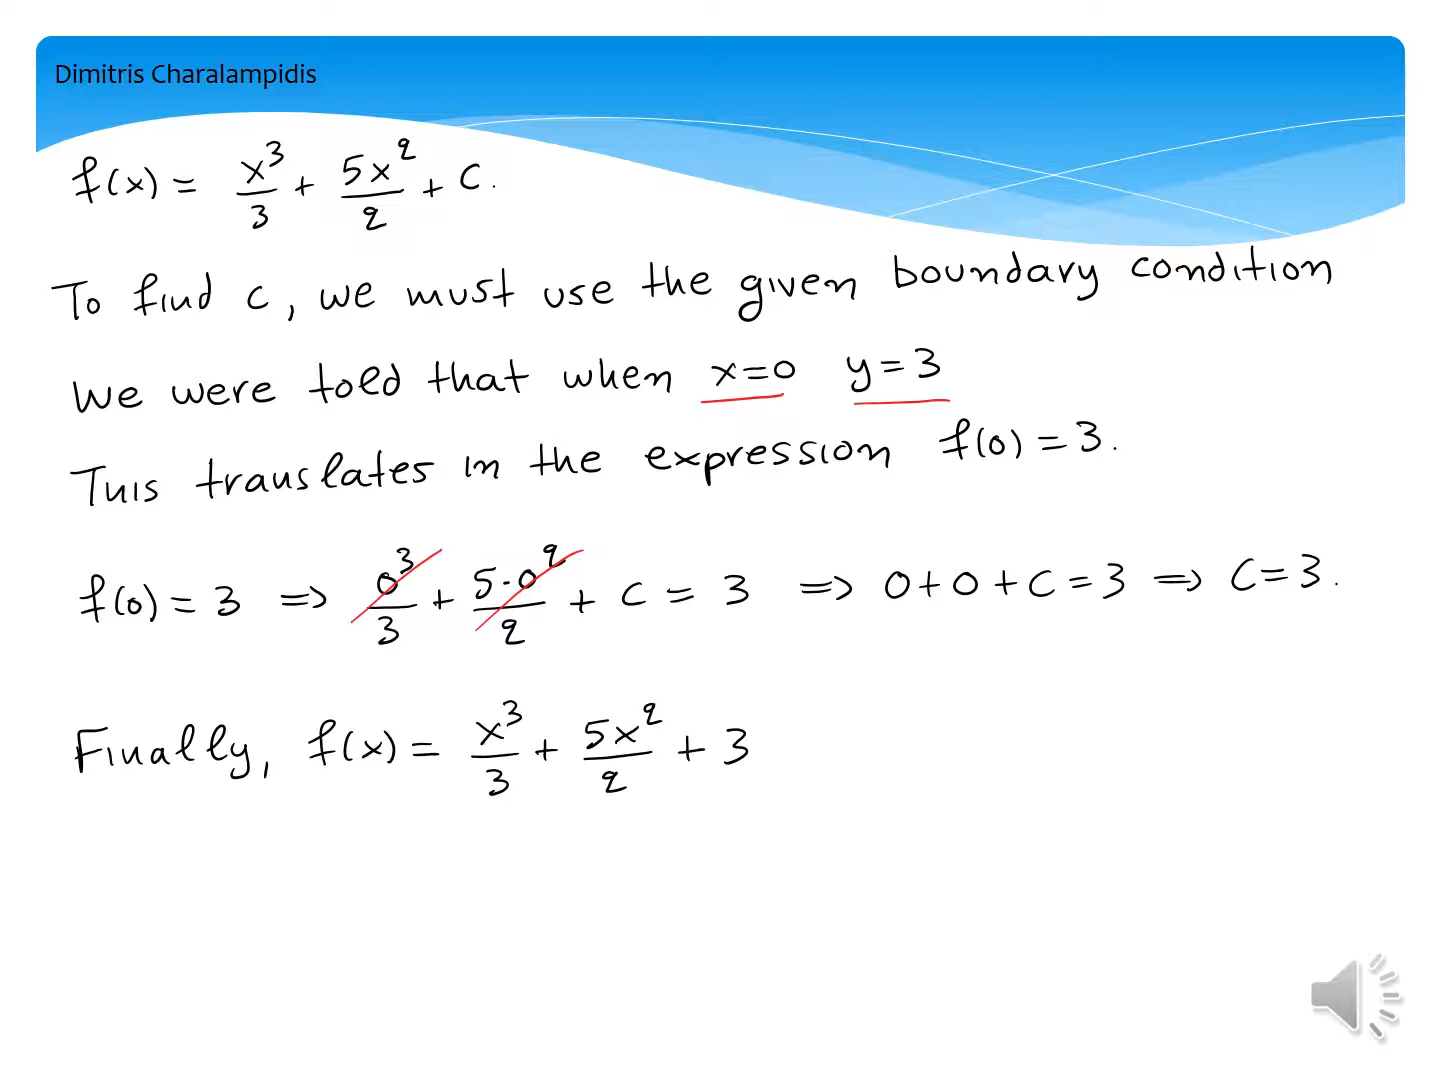 Dimitris Charalampidis
f(x) = x³/3 + 5x²/2 + c.
To find c, we must use the given boundary condition
We were told that when x=0 y=3
This translates in the expression f(0) = 3.
f(0) = 3 ⇒ 0³/3 + 5·0²/2 + c = 3 ⇒ 0+0+c=3 ⇒ c=3.
Finally, f(x) = x³/3 + 5x²/2 + 3